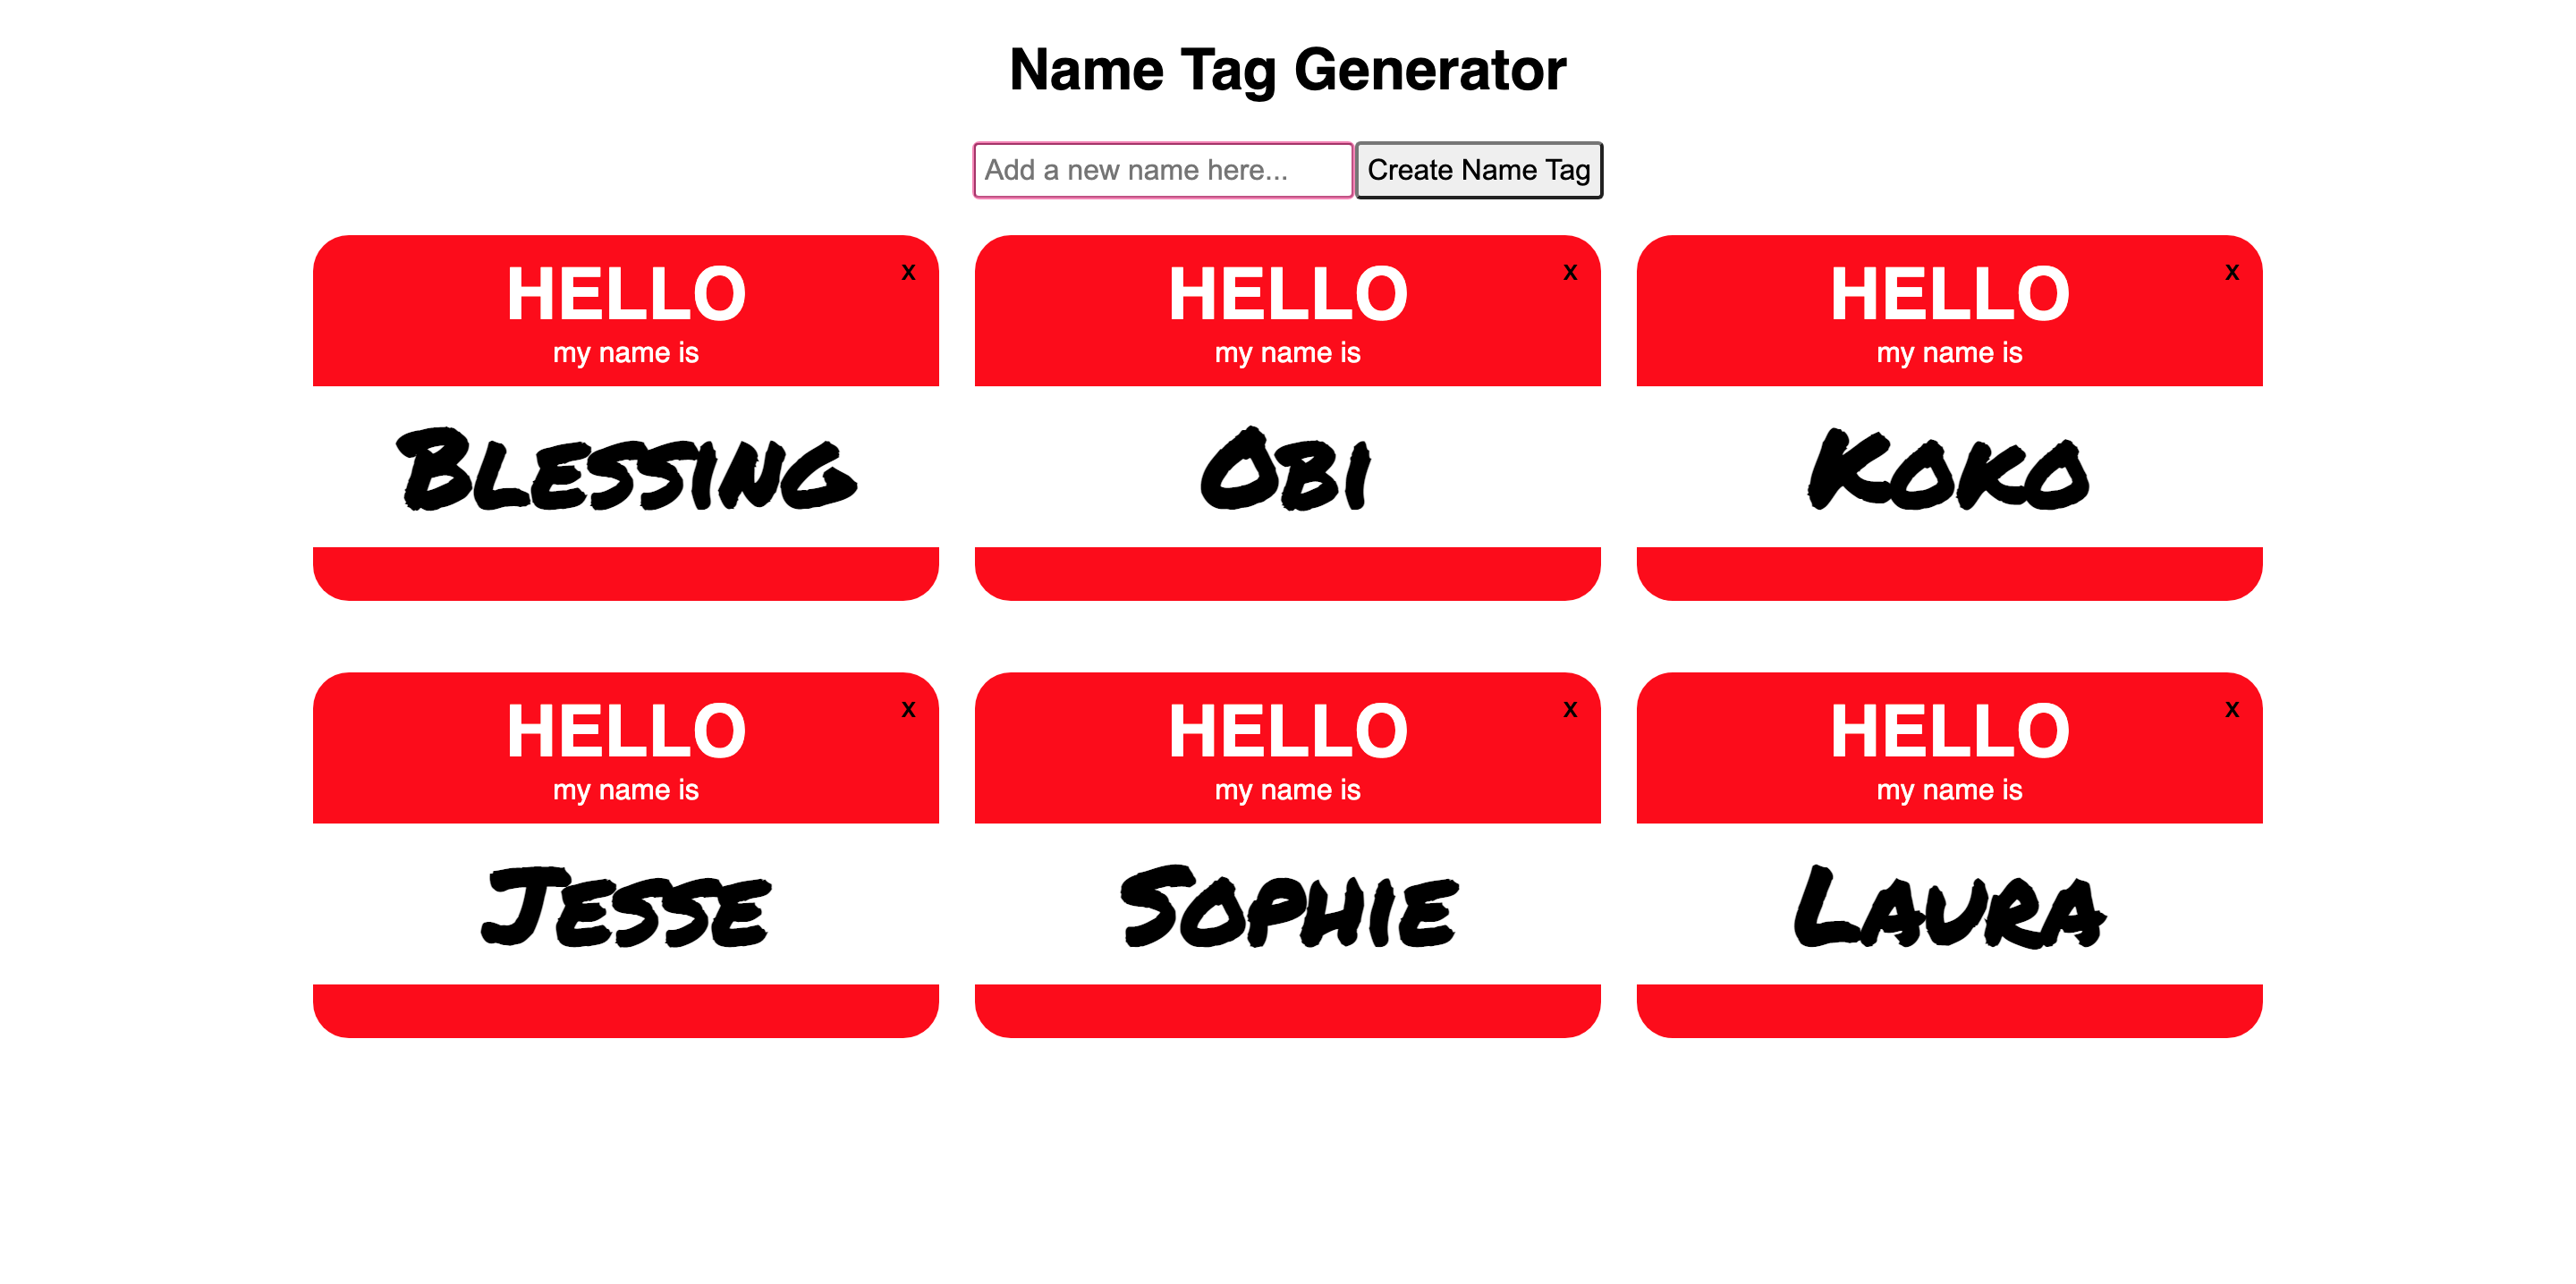 Name Tag Generator
Add a new name here...
Create Name Tag
HELLO
x
my name is
Blessing
HELLO
x
my name is
Obi
HELLO
x
my name is
Koko
HELLO
x
my name is
Jesse
HELLO
x
my name is
Sophie
HELLO
x
my name is
Laura